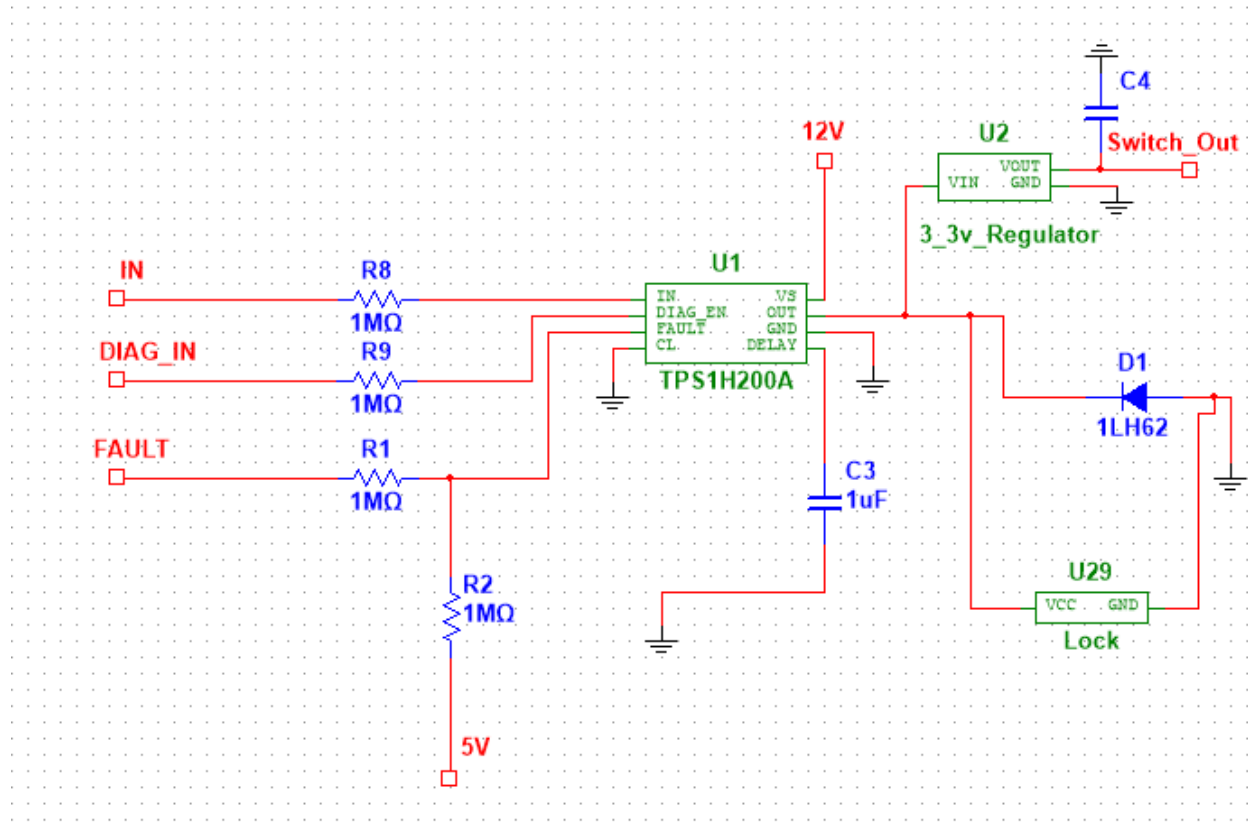 C4
12V
U2
Switch_Out
VOUT
VIN GND
3_3v_Regulator
IN
R8
1MΩ
U1
IN VS
DIAG_EN OUT
FAULT GND
CL DELAY
TPS1H200A
DIAG_IN
R9
1MΩ
D1
1LH62
FAULT
R1
1MΩ
C3
1uF
R2
1MΩ
U29
VCC GND
Lock
5V